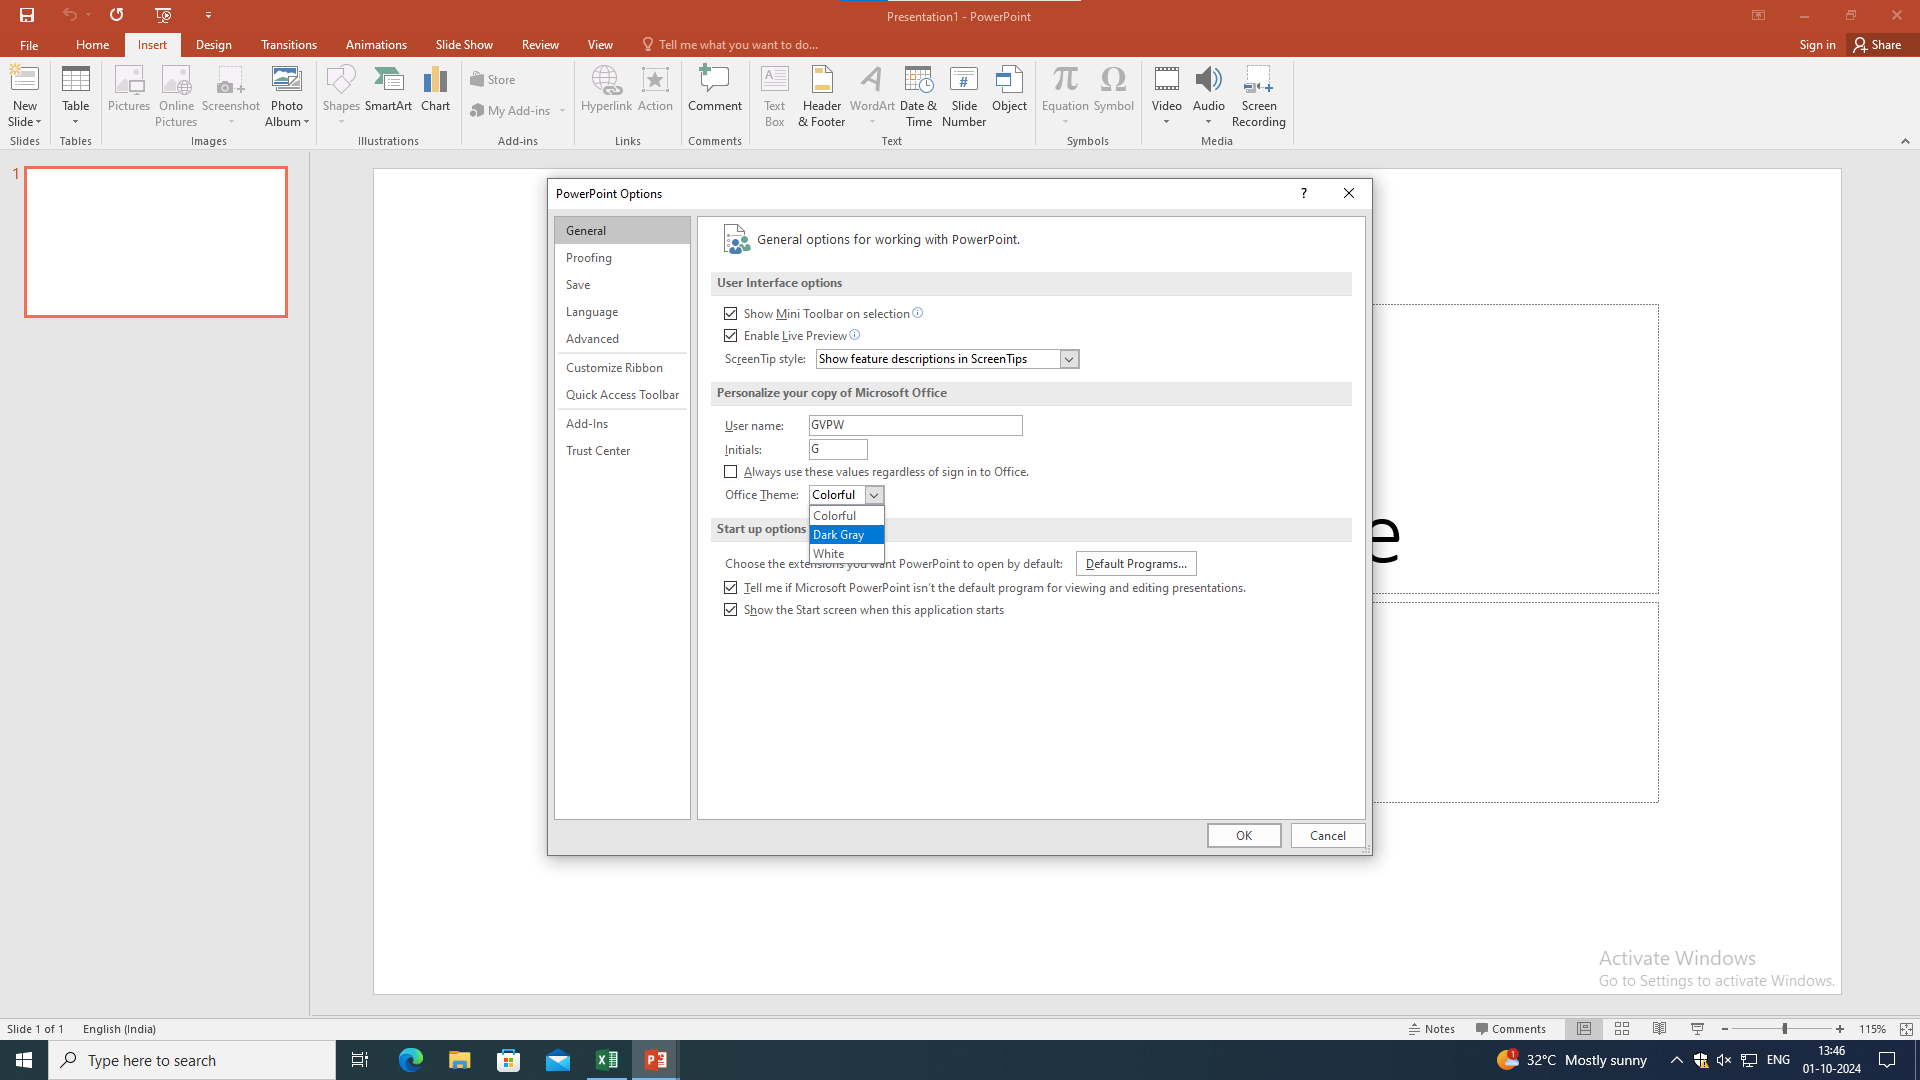 Presentation1 - PowerPoint
File Home Insert Design Transitions Animations Slide Show Review View Tell me what you want to do... Sign in Share
New Slide Table Pictures Online Pictures Screenshot Photo Album Shapes SmartArt Chart Store My Add-ins Hyperlink Action Comment Text Box Header & Footer WordArt Date & Time Slide Number Object Equation Symbol Video Audio Screen Recording
Slides Tables Images Illustrations Add-ins Links Comments Text Symbols Media
1
PowerPoint Options ?
General
Proofing
Save
Language
Advanced
Customize Ribbon
Quick Access Toolbar
Add-Ins
Trust Center
General options for working with PowerPoint.
User Interface options
Show Mini Toolbar on selection
Enable Live Preview
ScreenTip style: Show feature descriptions in ScreenTips
Personalize your copy of Microsoft Office
User name: GVPW
Initials: G
Always use these values regardless of sign in to Office.
Office Theme: Colorful
Colorful
Dark Gray
White
Start up options
Choose the extensions you want PowerPoint to open by default: Default Programs...
Tell me if Microsoft PowerPoint isn't the default program for viewing and editing presentations.
Show the Start screen when this application starts
OK Cancel
e
Activate Windows
Go to Settings to activate Windows.
Slide 1 of 1 English (India) Notes Comments 115%
Type here to search 1 32°C Mostly sunny ENG 13:46
01-10-2024